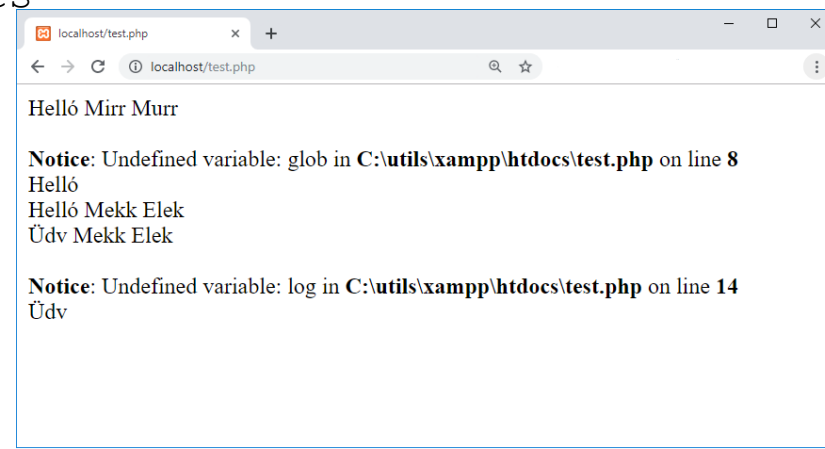 localhost/test.php
localhost/test.php
Helló Mirr Murr
Notice: Undefined variable: glob in C:\utils\xampp\htdocs\test.php on line 8
Helló
Helló Mekk Elek
Üdv Mekk Elek
Notice: Undefined variable: log in C:\utils\xampp\htdocs\test.php on line 14
Üdv